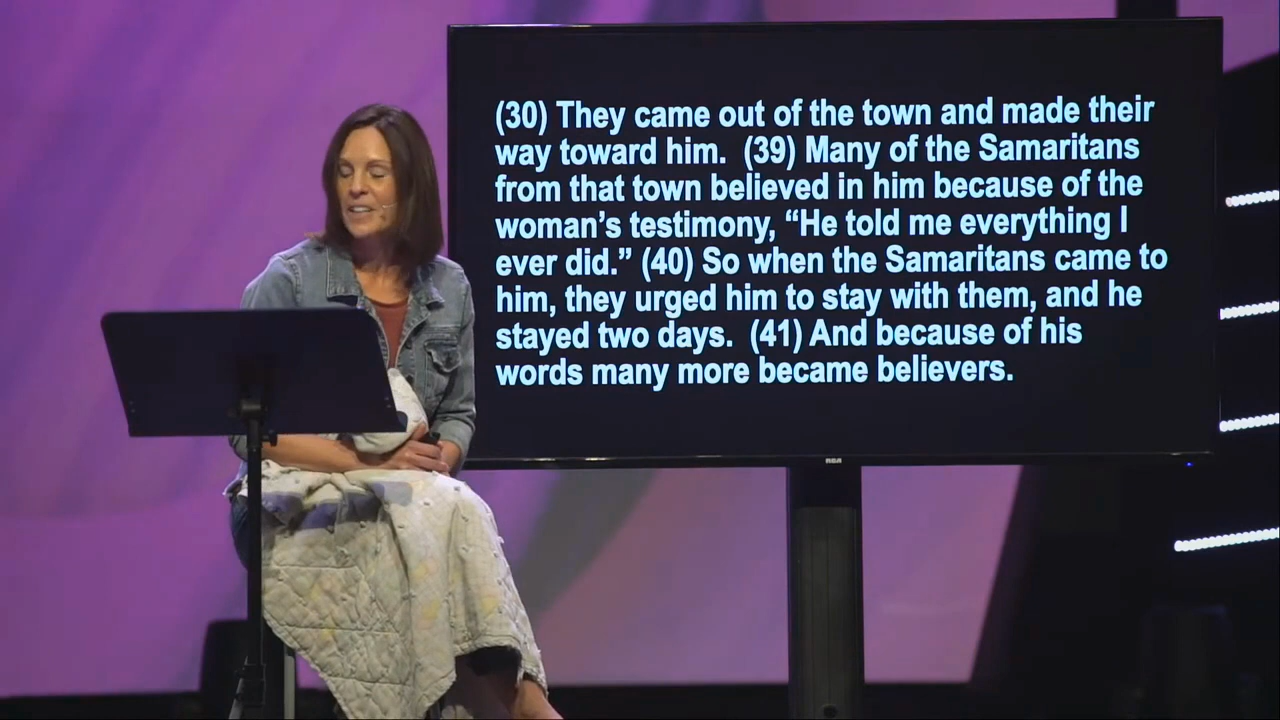 (30) They came out of the town and made their
way toward him.  (39) Many of the Samaritans
from that town believed in him because of the
woman’s testimony, “He told me everything I
ever did.” (40) So when the Samaritans came to
him, they urged him to stay with them, and he
stayed two days.  (41) And because of his
words many more became believers.
RCA